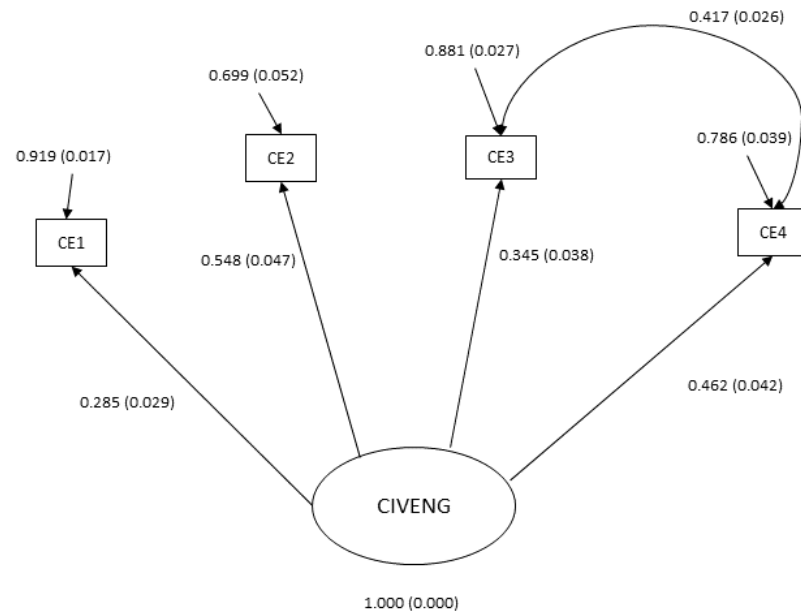 0.417 (0.026)
0.881 (0.027)
0.699 (0.052)
0.786 (0.039)
0.919 (0.017)
CE2
CE3
CE1
CE4
0.548 (0.047)
0.345 (0.038)
0.285 (0.029)
0.462 (0.042)
CIVENG
1.000 (0.000)